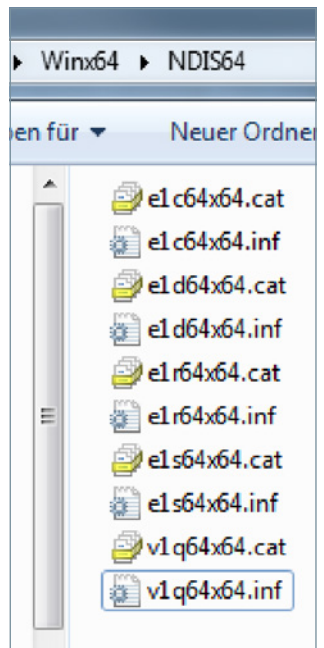 Winx64 ▸ NDIS64
en für ▾ Neuer Ordner
e1c64x64.cat
e1c64x64.inf
e1d64x64.cat
e1d64x64.inf
e1r64x64.cat
e1r64x64.inf
e1s64x64.cat
e1s64x64.inf
v1q64x64.cat
v1q64x64.inf